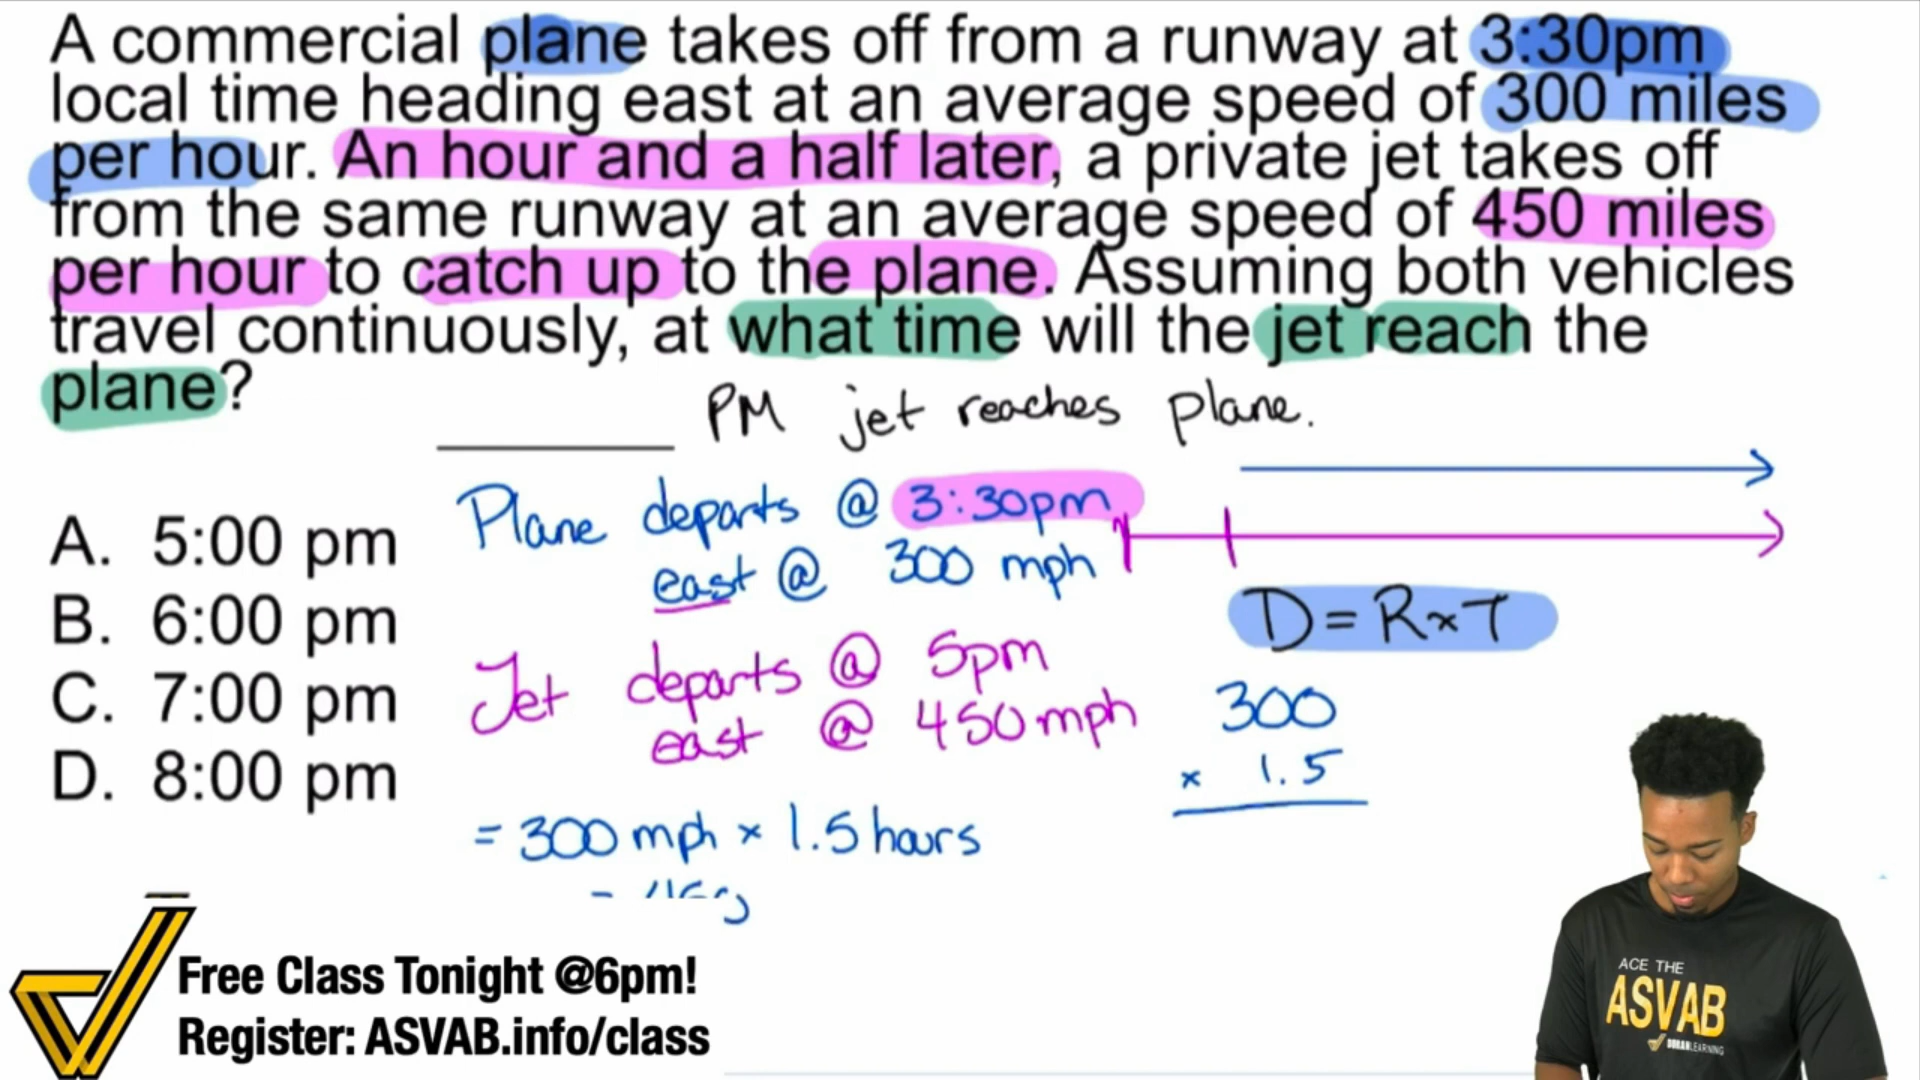 A commercial plane takes off from a runway at 3:30pm
local time heading east at an average speed of 300 miles
per hour. An hour and a half later, a private jet takes off
from the same runway at an average speed of 450 miles
per hour to catch up to the plane. Assuming both vehicles
travel continuously, at what time will the jet reach the
plane?
PM jet reaches plane.
A. 5:00 pm
B. 6:00 pm
C. 7:00 pm
D. 8:00 pm
Plane departs @ 3:30pm
east @ 300 mph
Jet departs @ 5pm
east @ 450 mph
= 300 mph × 1.5 hours
D = R × T
300
× 1.5
Free Class Tonight @6pm!
Register: ASVAB.info/class
ACE THE
ASVAB